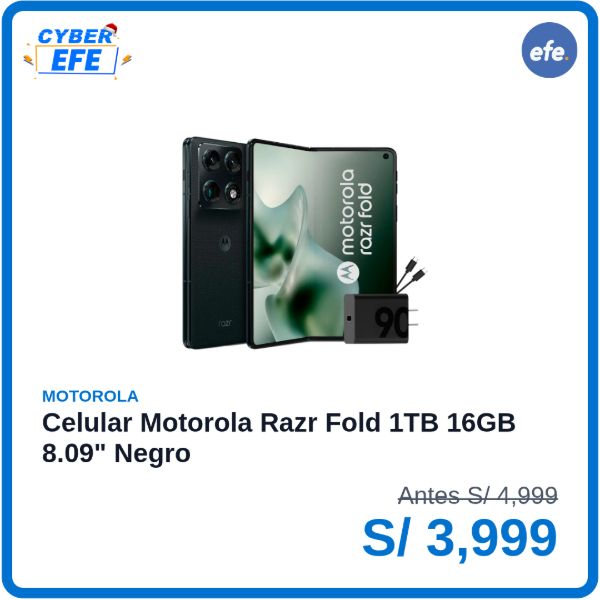 CYBER
EFE
efe.
motorola
razr fold
90
razr
MOTOROLA
Celular Motorola Razr Fold 1TB 16GB
8.09" Negro
Antes S/ 4,999
S/ 3,999